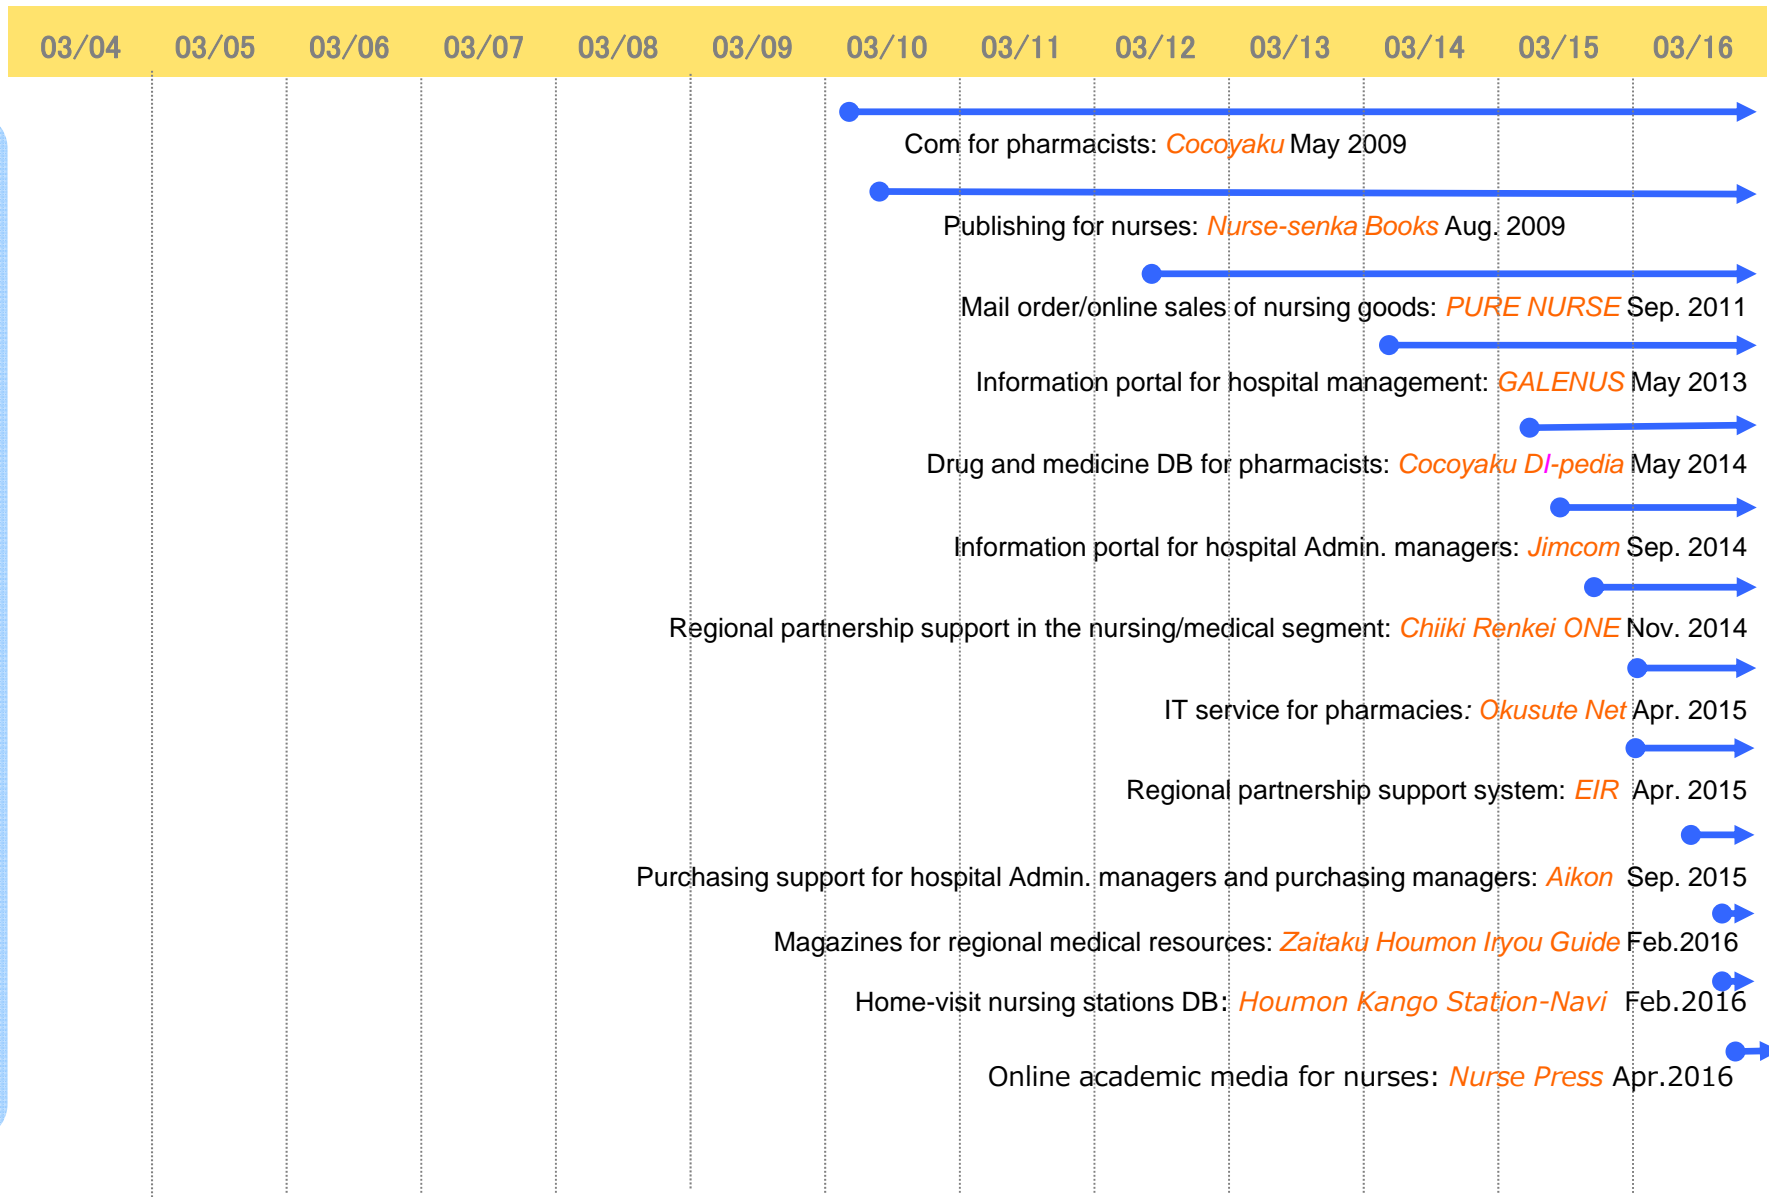 03/04 03/05 03/06 03/07 03/08 03/09 03/10 03/11 03/12 03/13 03/14 03/15 03/16
Com for pharmacists: Cocoyaku May 2009
Publishing for nurses: Nurse-senka Books Aug. 2009
Mail order/online sales of nursing goods: PURE NURSE Sep. 2011
Information portal for hospital management: GALENUS May 2013
Drug and medicine DB for pharmacists: Cocoyaku DI-pedia May 2014
Information portal for hospital Admin. managers: Jimcom Sep. 2014
Regional partnership support in the nursing/medical segment: Chiiki Renkei ONE Nov. 2014
IT service for pharmacies: Okusute Net Apr. 2015
Regional partnership support system: EIR Apr. 2015
Purchasing support for hospital Admin. managers and purchasing managers: Aikon Sep. 2015
Magazines for regional medical resources: Zaitaku Houmon Iryou Guide Feb.2016
Home-visit nursing stations DB: Houmon Kango Station-Navi Feb.2016
Online academic media for nurses: Nurse Press Apr.2016